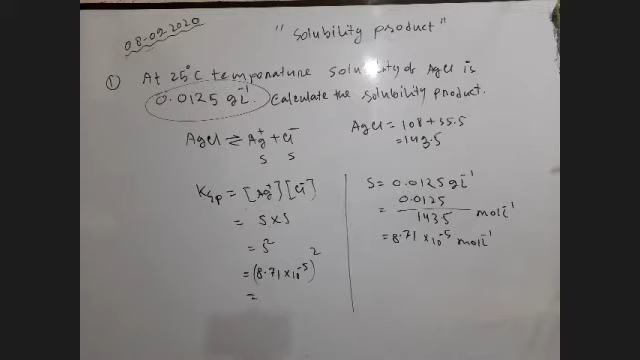 08-09-2020
"Solubility product"
① At 25°C temperature solubility of AgCl is
0.0125 gL⁻¹. Calculate the solubility product.
AgCl ⇌ Ag⁺ + Cl⁻
S S
AgCl = 108 + 35.5
= 143.5
Ksp = [Ag⁺][Cl⁻]
= S × S
= S²
= (8.71 × 10⁻⁵)²
=
S = 0.0125 gL⁻¹
= 0.0125 / 143.5 mol L⁻¹
= 8.71 × 10⁻⁵ mol L⁻¹